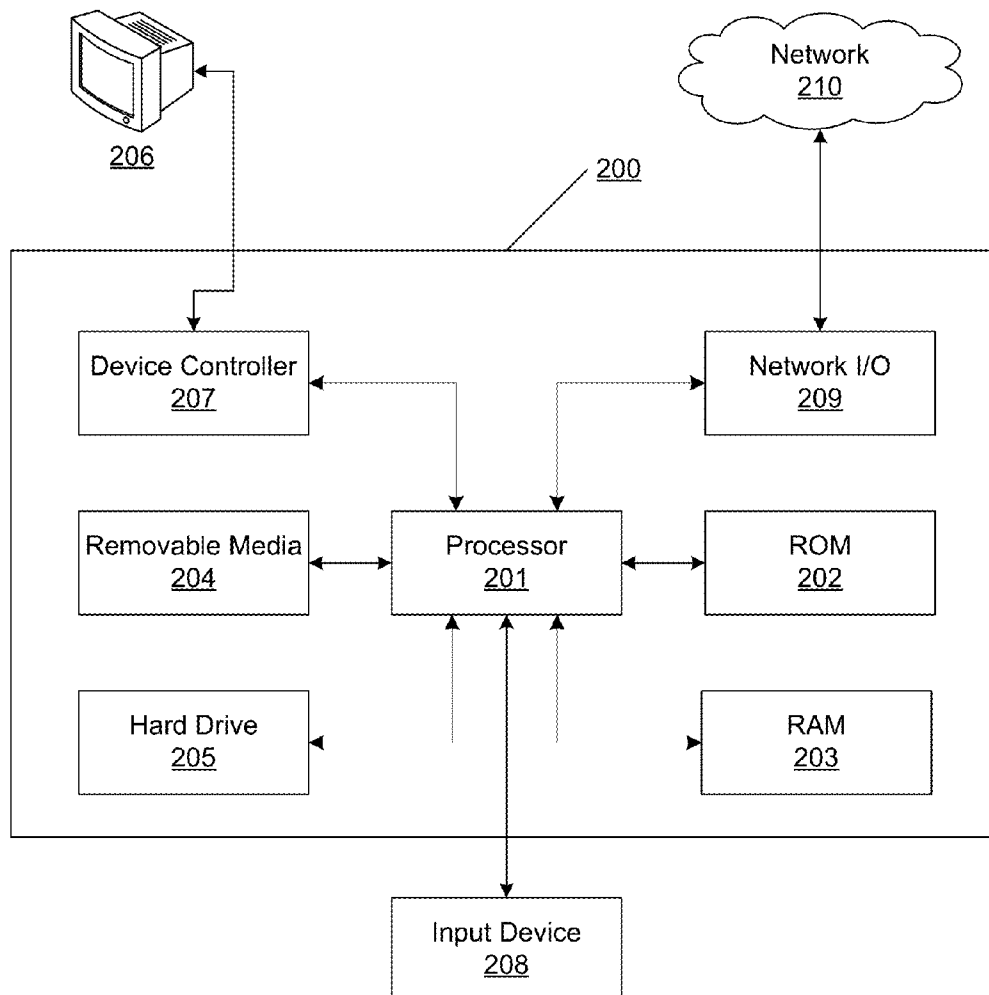 Network
210
206
200
Device Controller
207
Network I/O
209
Removable Media
204
Processor
201
ROM
202
Hard Drive
205
RAM
203
Input Device
208